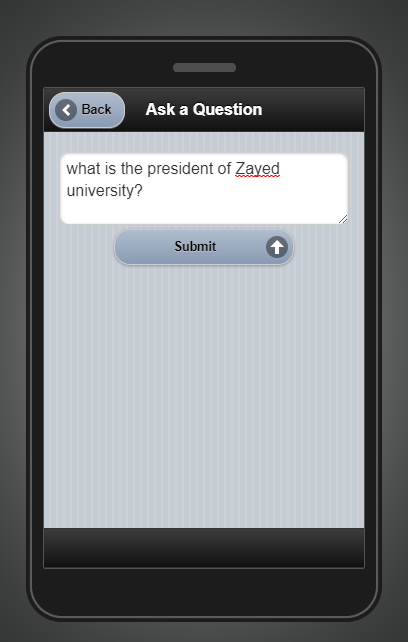 Back
Ask a Question
what is the president of Zayed
university?
Submit